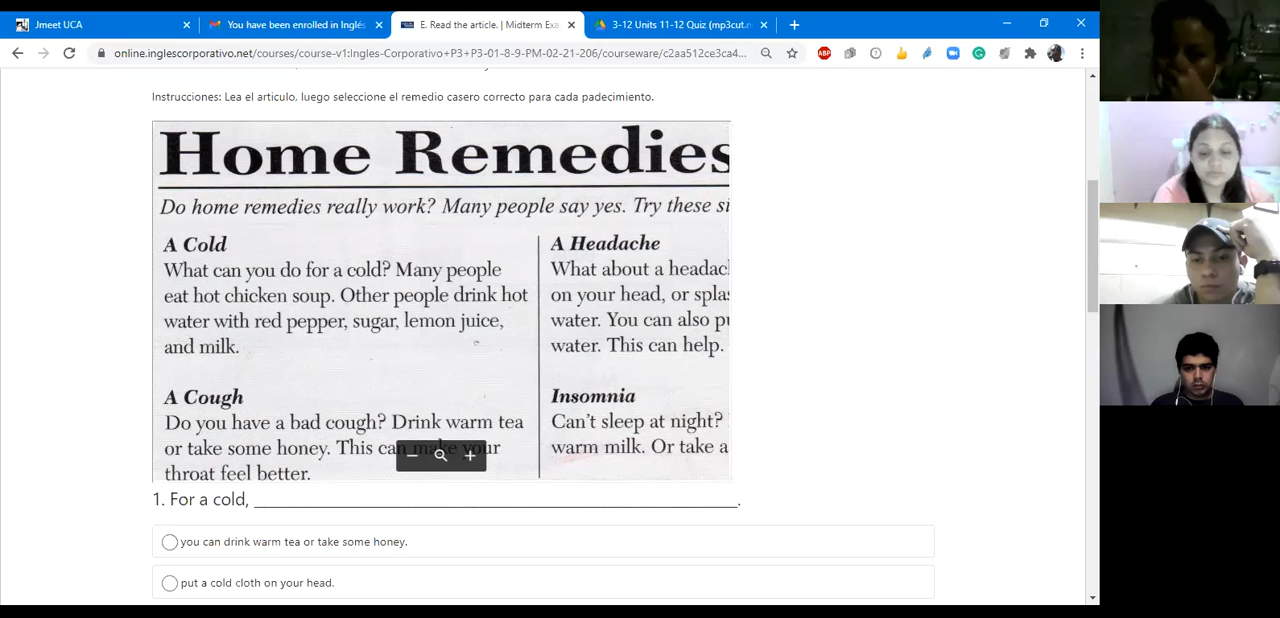 Jmeet UCA
You have been enrolled in Inglés
E. Read the article. | Midterm Exa
3-12 Units 11-12 Quiz (mp3cut.n
online.inglescorporativo.net/courses/course-v1:Ingles-Corporativo+P3+P3-01-8-9-PM-02-21-206/courseware/c2aa512ce3ca4...
ABP
Instrucciones: Lea el articulo, luego seleccione el remedio casero correcto para cada padecimiento.
Home Remedies
Do home remedies really work? Many people say yes. Try these si
A Cold
What can you do for a cold? Many people
eat hot chicken soup. Other people drink hot
water with red pepper, sugar, lemon juice,
and milk.
A Cough
Do you have a bad cough? Drink warm tea
or take some honey. This can make your
throat feel better.
A Headache
What about a headac
on your head, or spla
water. You can also pu
water. This can help.
Insomnia
Can't sleep at night?
warm milk. Or take a
1. For a cold, ______________________________.
you can drink warm tea or take some honey.
put a cold cloth on your head.